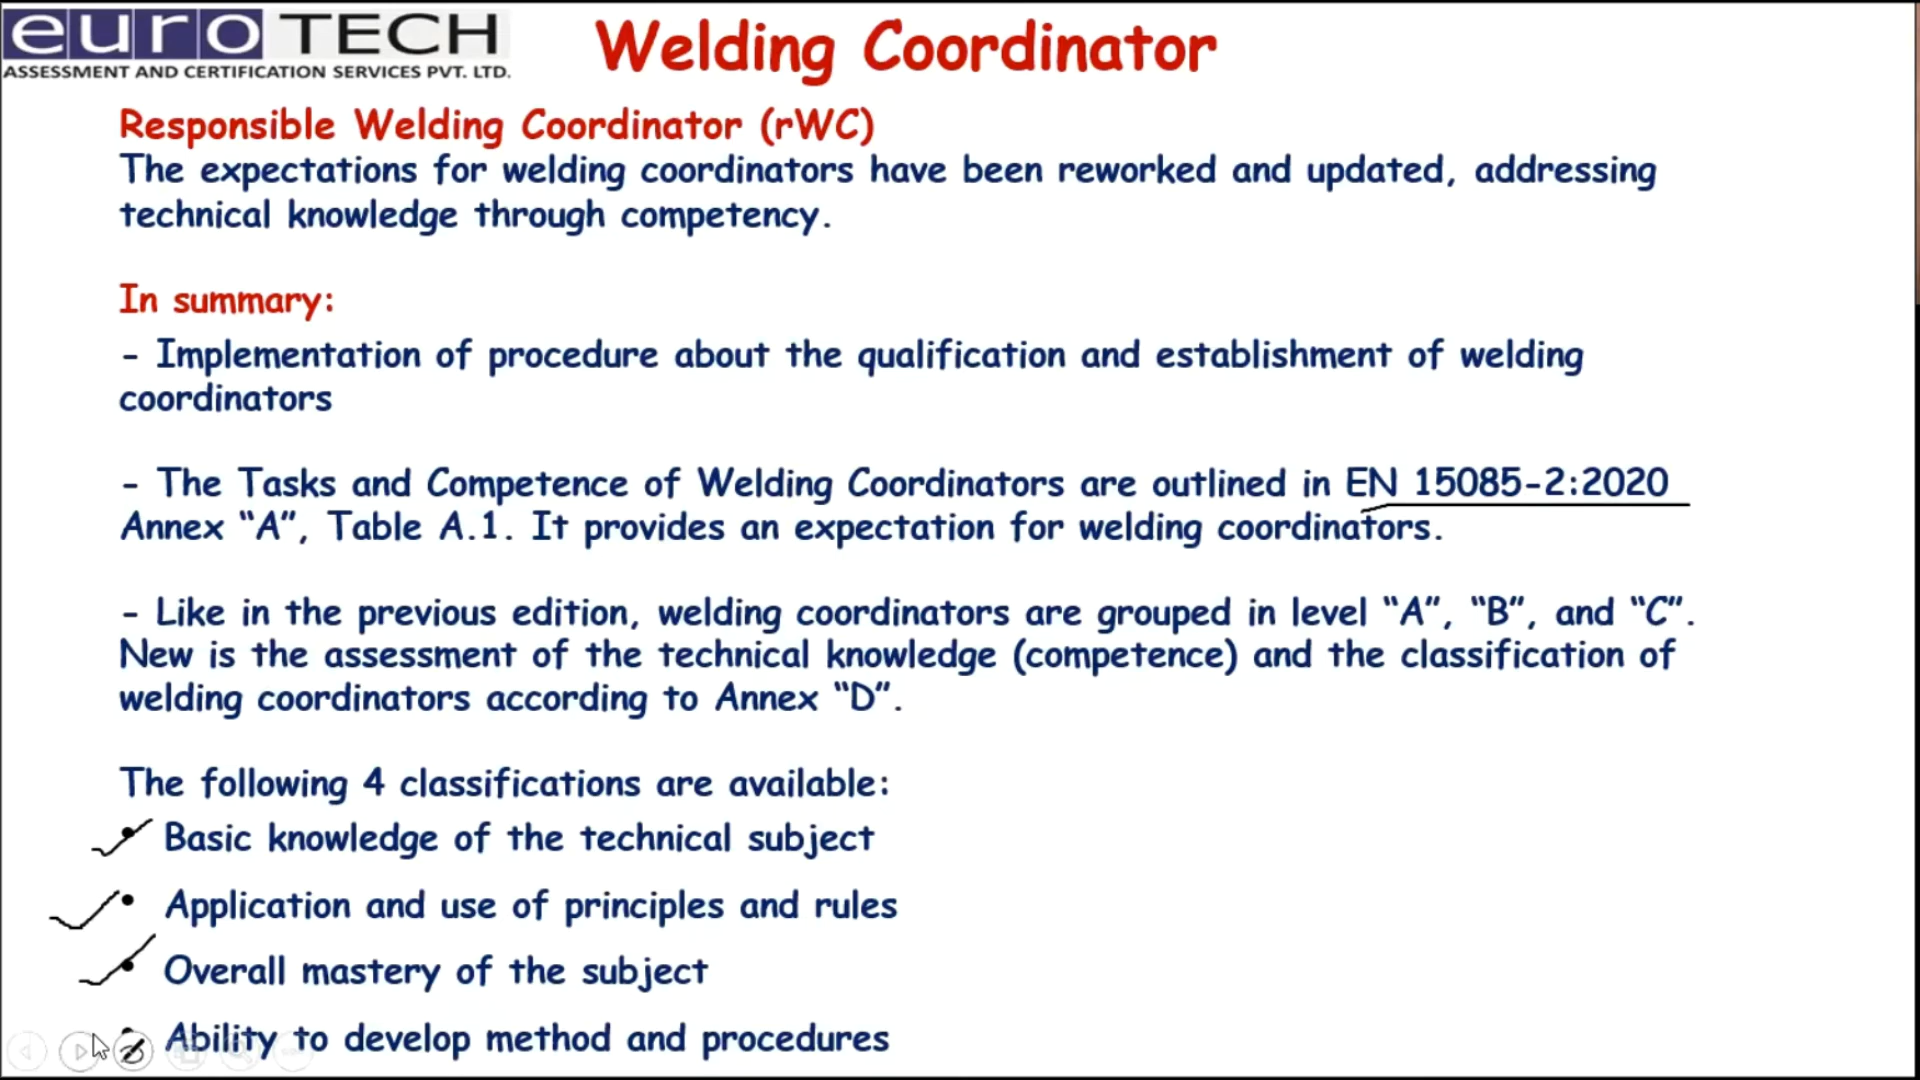 euro TECH
ASSESSMENT AND CERTIFICATION SERVICES PVT. LTD.
Welding Coordinator
Responsible Welding Coordinator (rWC)
The expectations for welding coordinators have been reworked and updated, addressing
technical knowledge through competency.
In summary:
- Implementation of procedure about the qualification and establishment of welding
coordinators
- The Tasks and Competence of Welding Coordinators are outlined in EN 15085-2:2020
Annex “A”, Table A.1. It provides an expectation for welding coordinators.
- Like in the previous edition, welding coordinators are grouped in level “A”, “B”, and “C”.
New is the assessment of the technical knowledge (competence) and the classification of
welding coordinators according to Annex “D”.
The following 4 classifications are available:
• Basic knowledge of the technical subject
• Application and use of principles and rules
• Overall mastery of the subject
• Ability to develop method and procedures